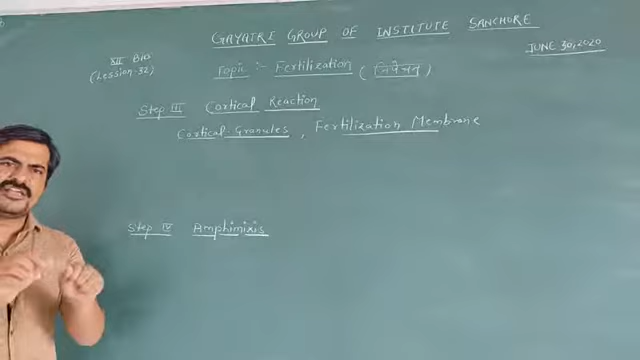 GAYATRI GROUP OF INSTITUTE SANCHORE
JUNE 30, 2020
XII BIO
(Lession-32)
Topic :- Fertilization (निषेचन)
Step III Cortical Reaction
Cortical Granules, Fertilization Membrane
Step IV Amphimixis